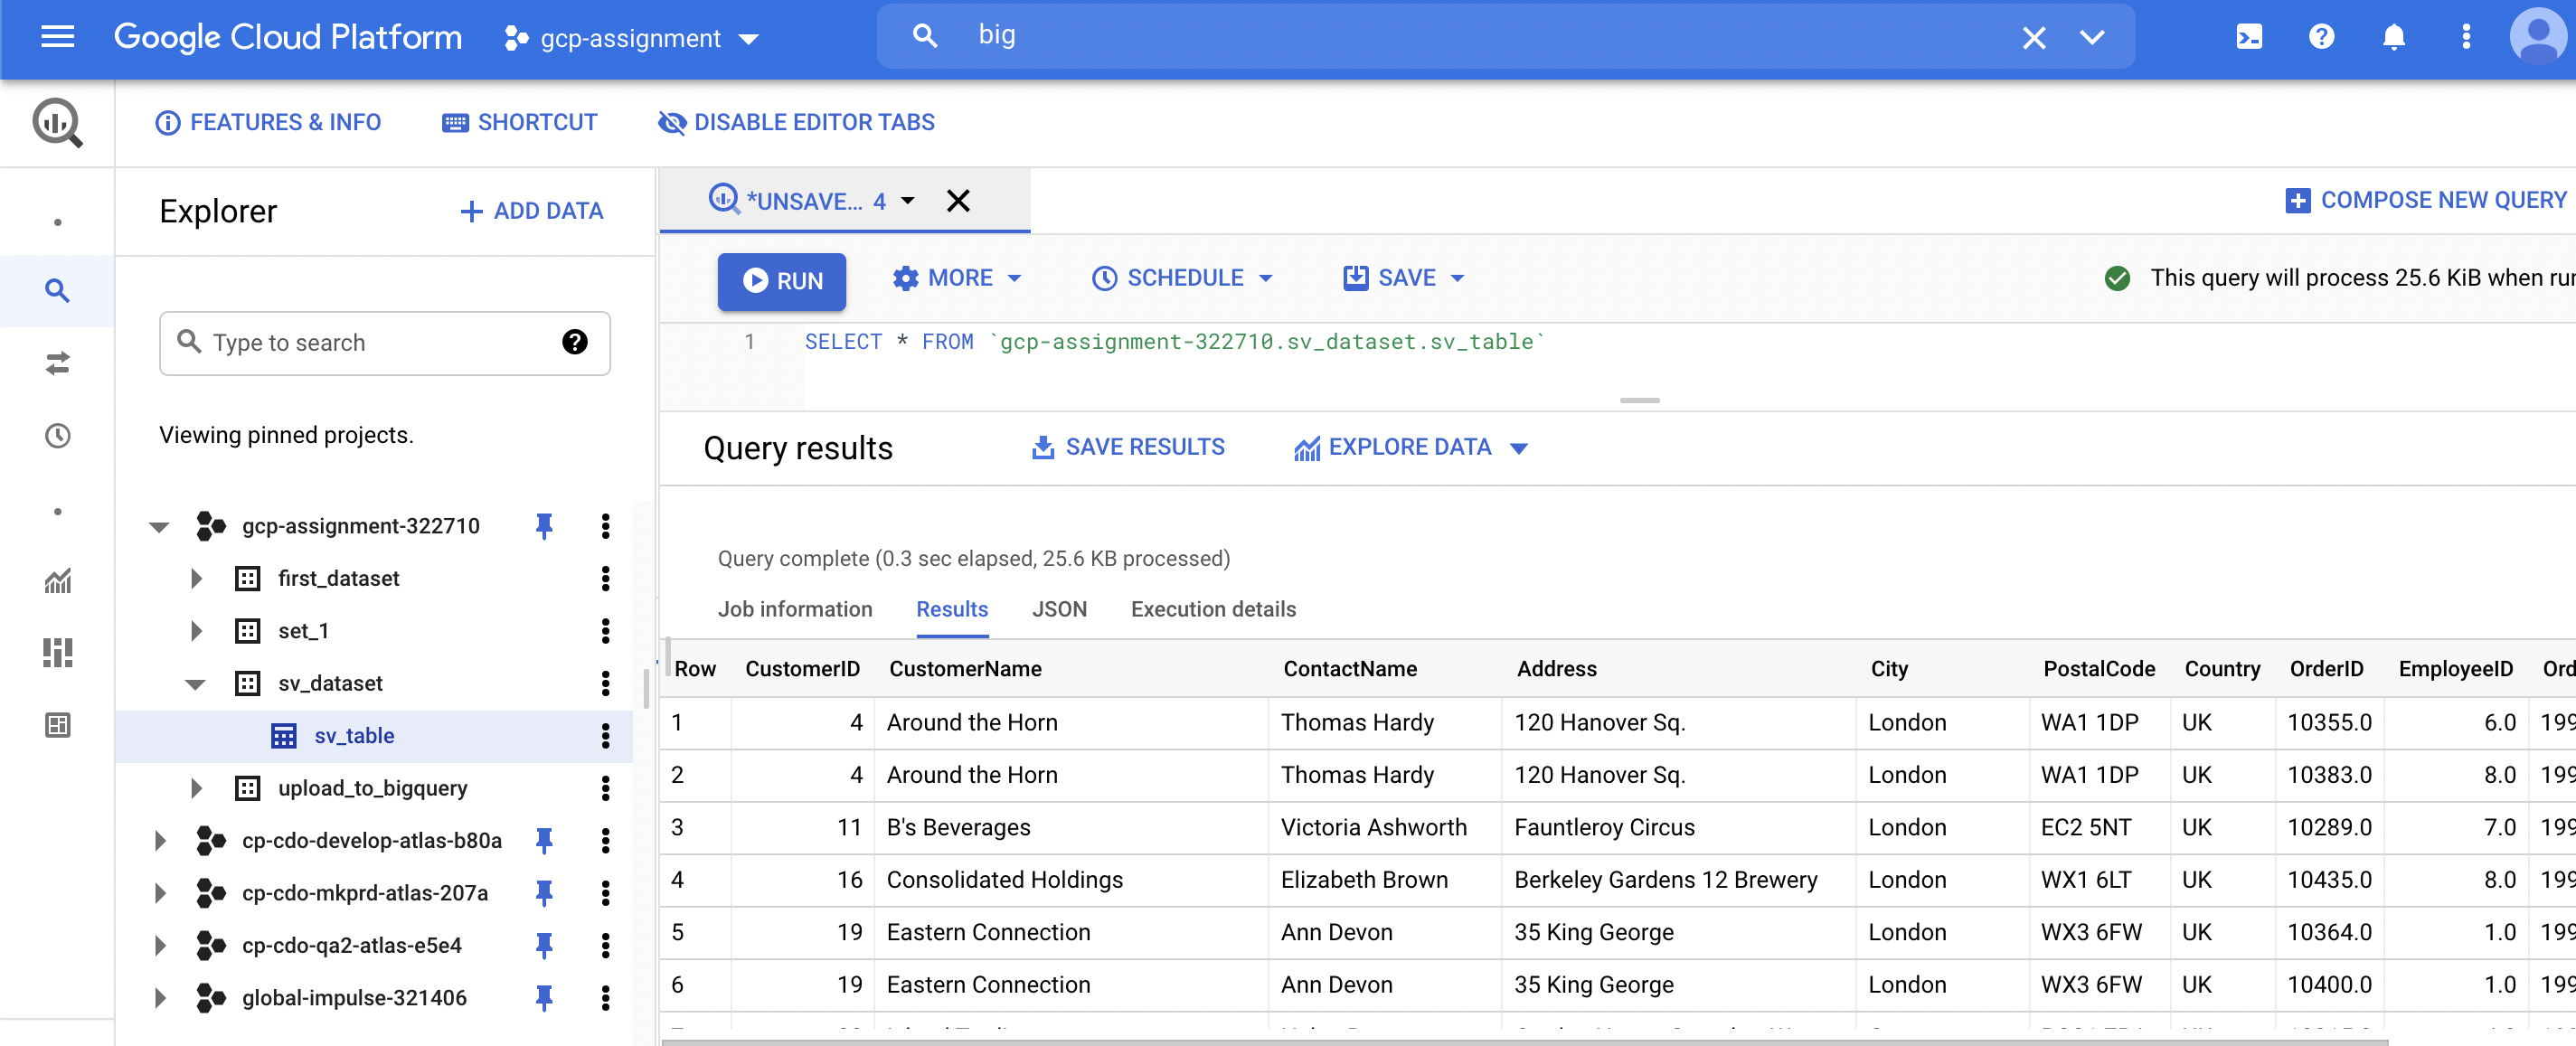 Google Cloud Platform gcp-assignment big
FEATURES & INFO SHORTCUT DISABLE EDITOR TABS
Explorer ADD DATA
*UNSAVE... 4 COMPOSE NEW QUERY
RUN MORE SCHEDULE SAVE This query will process 25.6 KiB when
Type to search
1 SELECT * FROM `gcp-assignment-322710.sv_dataset.sv_table`
Viewing pinned projects.
Query results SAVE RESULTS EXPLORE DATA
gcp-assignment-322710
first_dataset
set_1
sv_dataset
sv_table
upload_to_bigquery
cp-cdo-develop-atlas-b80a
cp-cdo-mkprd-atlas-207a
cp-cdo-qa2-atlas-e5e4
global-impulse-321406
Query complete (0.3 sec elapsed, 25.6 KB processed)
Job information Results JSON Execution details
Row CustomerID CustomerName ContactName Address City PostalCode Country OrderID EmployeeID Ord
1 4 Around the Horn Thomas Hardy 120 Hanover Sq. London WA1 1DP UK 10355.0 6.0 199
2 4 Around the Horn Thomas Hardy 120 Hanover Sq. London WA1 1DP UK 10383.0 8.0 199
3 11 B's Beverages Victoria Ashworth Fauntleroy Circus London EC2 5NT UK 10289.0 7.0 199
4 16 Consolidated Holdings Elizabeth Brown Berkeley Gardens 12 Brewery London WX1 6LT UK 10435.0 8.0 199
5 19 Eastern Connection Ann Devon 35 King George London WX3 6FW UK 10364.0 1.0 199
6 19 Eastern Connection Ann Devon 35 King George London WX3 6FW UK 10400.0 1.0 199